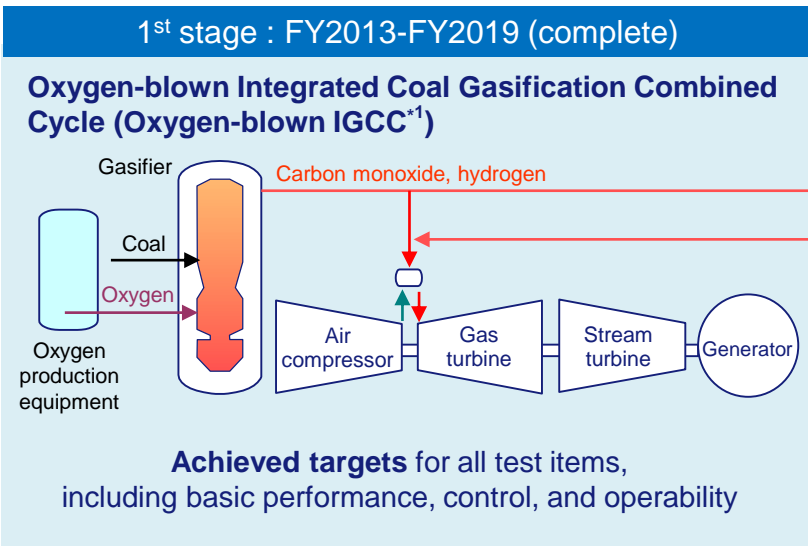 1st stage : FY2013-FY2019 (complete)
Oxygen-blown Integrated Coal Gasification Combined
Cycle (Oxygen-blown IGCC*1)
Gasifier
Carbon monoxide, hydrogen
Coal
Oxygen
Oxygen
production
equipment
Air
compressor
Gas
turbine
Stream
turbine
Generator
Achieved targets for all test items,
including basic performance, control, and operability